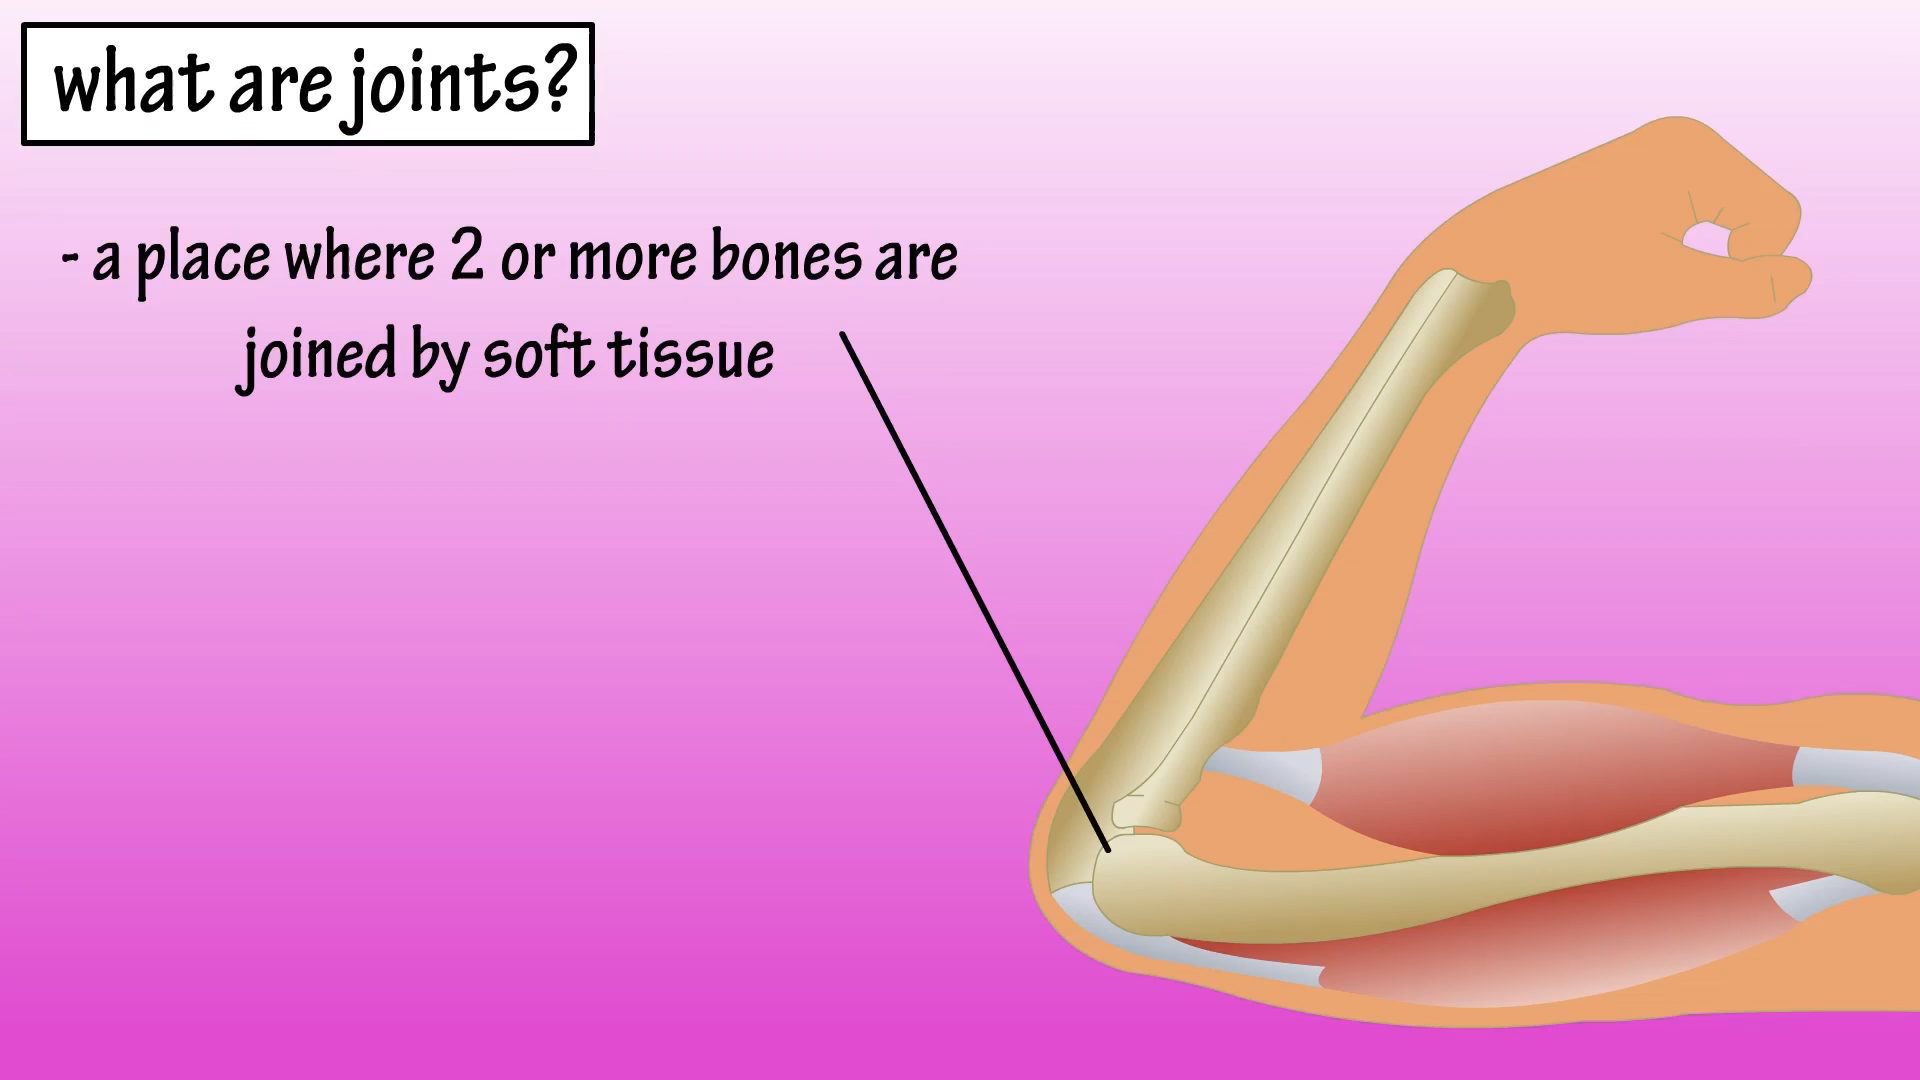 what are joints?
- a place where 2 or more bones are
joined by soft tissue